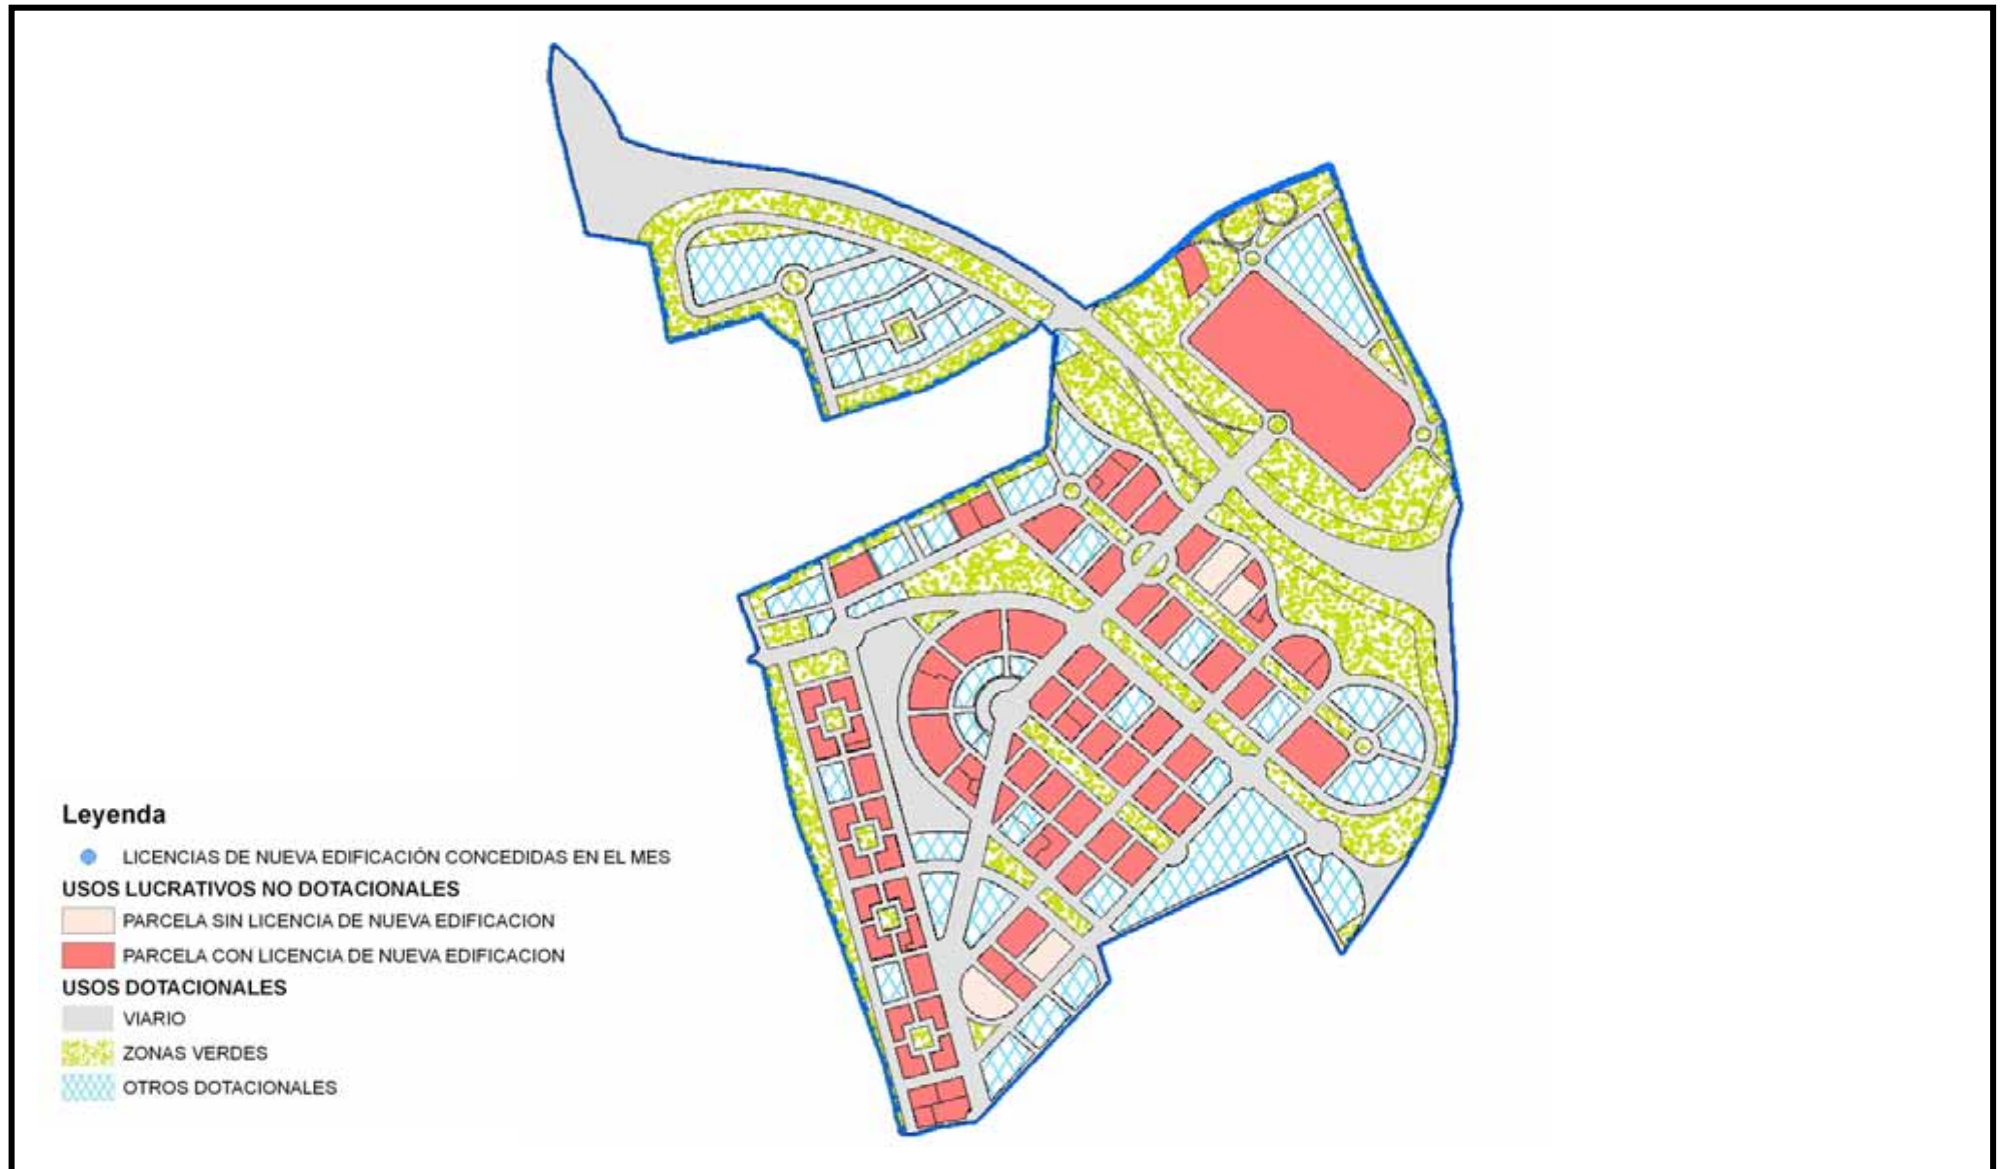 Leyenda
LICENCIAS DE NUEVA EDIFICACIÓN CONCEDIDAS EN EL MES
USOS LUCRATIVOS NO DOTACIONALES
PARCELA SIN LICENCIA DE NUEVA EDIFICACION
PARCELA CON LICENCIA DE NUEVA EDIFICACION
USOS DOTACIONALES
VIARIO
ZONAS VERDES
OTROS DOTACIONALES